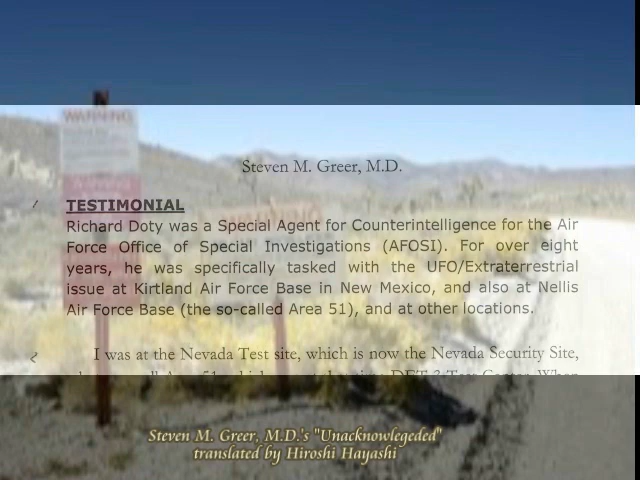 WARNING
Steven M. Greer, M.D.
TESTIMONIAL
Richard Doty was a Special Agent for Counterintelligence for the Air
Force Office of Special Investigations (AFOSI). For over eight
years, he was specifically tasked with the UFO/Extraterrestrial
issue at Kirtland Air Force Base in New Mexico, and also at Nellis
Air Force Base (the so-called Area 51), and at other locations.
I was at the Nevada Test site, which is now the Nevada Security Site,
Steven M. Greer, M.D.'s "Unacknowlegeded"
translated by Hiroshi Hayashi